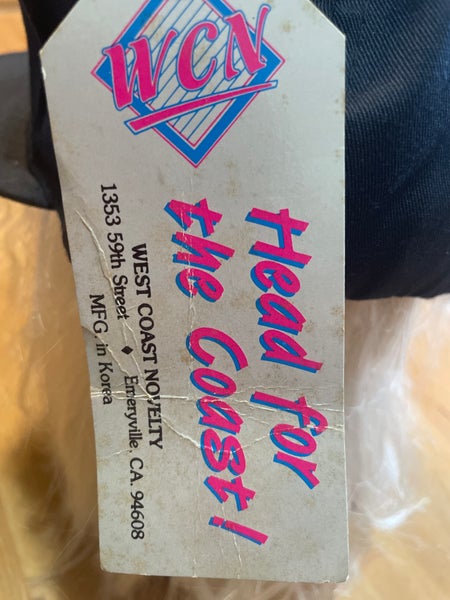 WCN
Head for
the Coast!
WEST COAST NOVELTY
1353 59th Street ♦ Emeryville, CA. 94608
MFG. in Korea